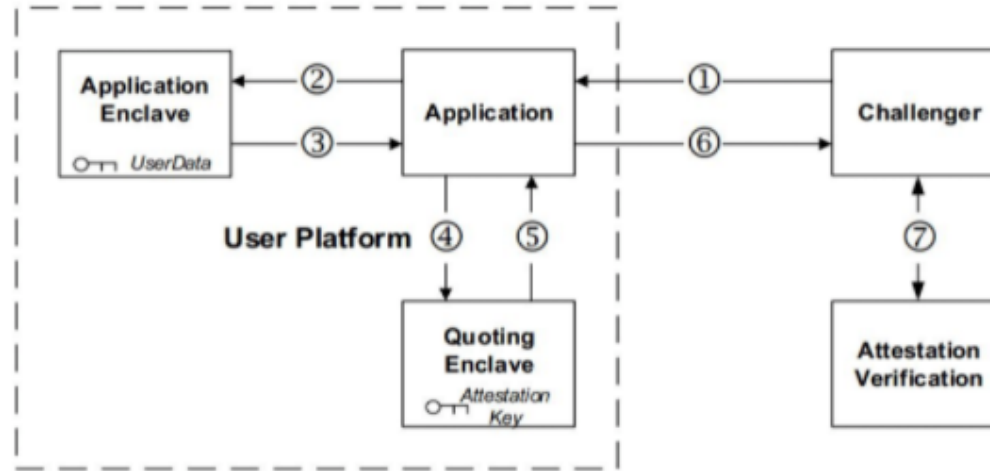 Application
Enclave
UserData
②
③
Application
①
⑥
Challenger
User Platform
④
⑤
⑦
Quoting
Enclave
Attestation
Key
Attestation
Verification